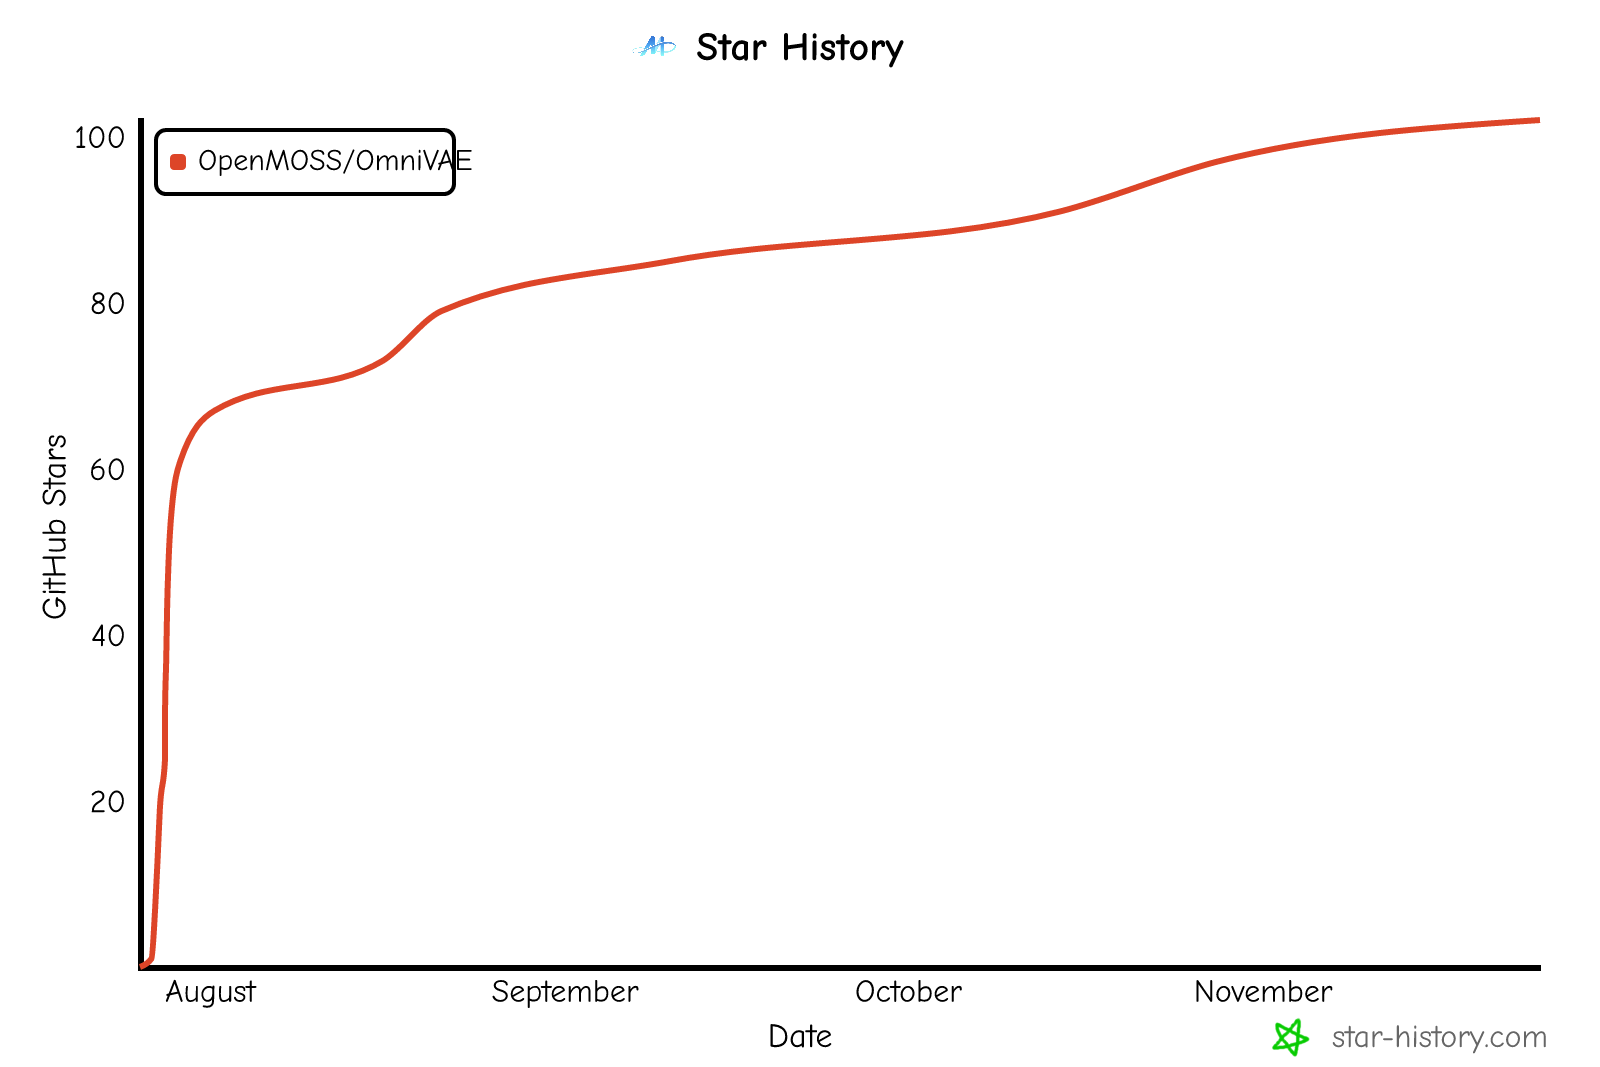 Star History
100
OpenMOSS/OmniVAE
80
60
40
20
GitHub Stars
August September October November
Date
star-history.com